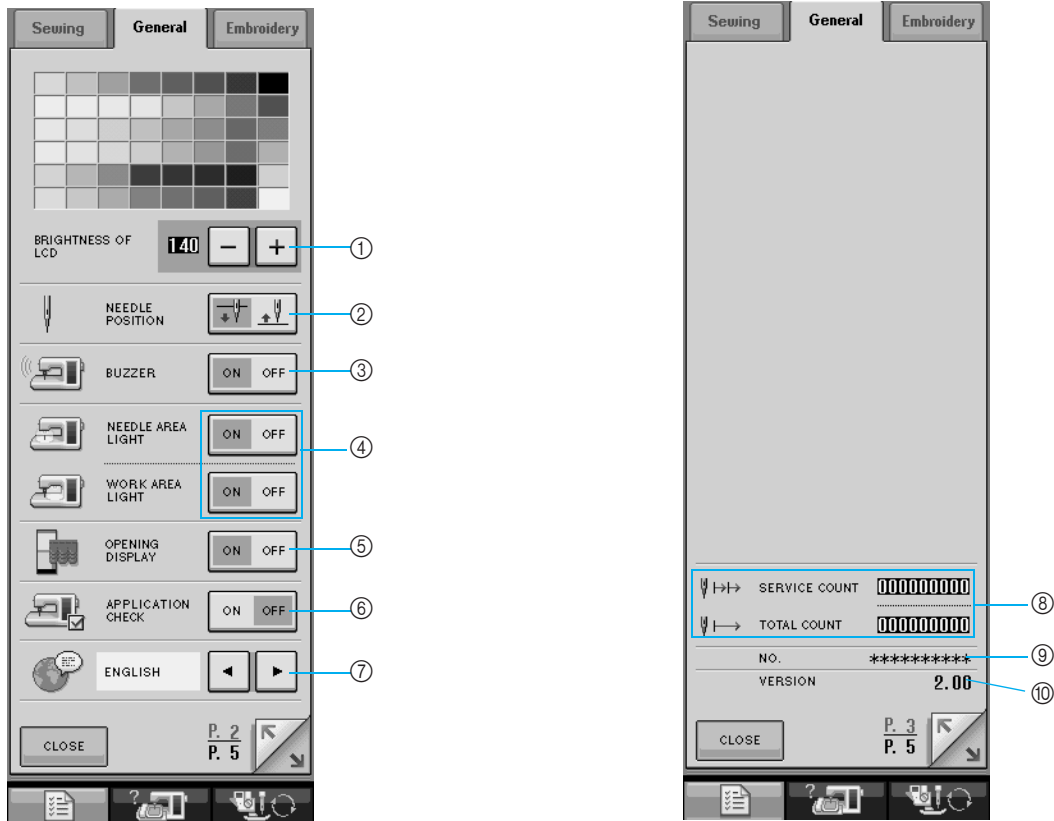 Sewing General Embroidery
BRIGHTNESS OF
LCD
140 - +
①
NEEDLE
POSITION
②
BUZZER
ON OFF
③
NEEDLE AREA
LIGHT
ON OFF
④
WORK AREA
LIGHT
ON OFF
OPENING
DISPLAY
ON OFF
⑤
APPLICATION
CHECK
ON OFF
⑥
ENGLISH
⑦
CLOSE
P. 2
P. 5
?
Sewing General Embroidery
SERVICE COUNT 000000000
⑧
TOTAL COUNT 000000000
NO. **********
⑨
VERSION 2.00
⑩
CLOSE
P. 3
P. 5
?